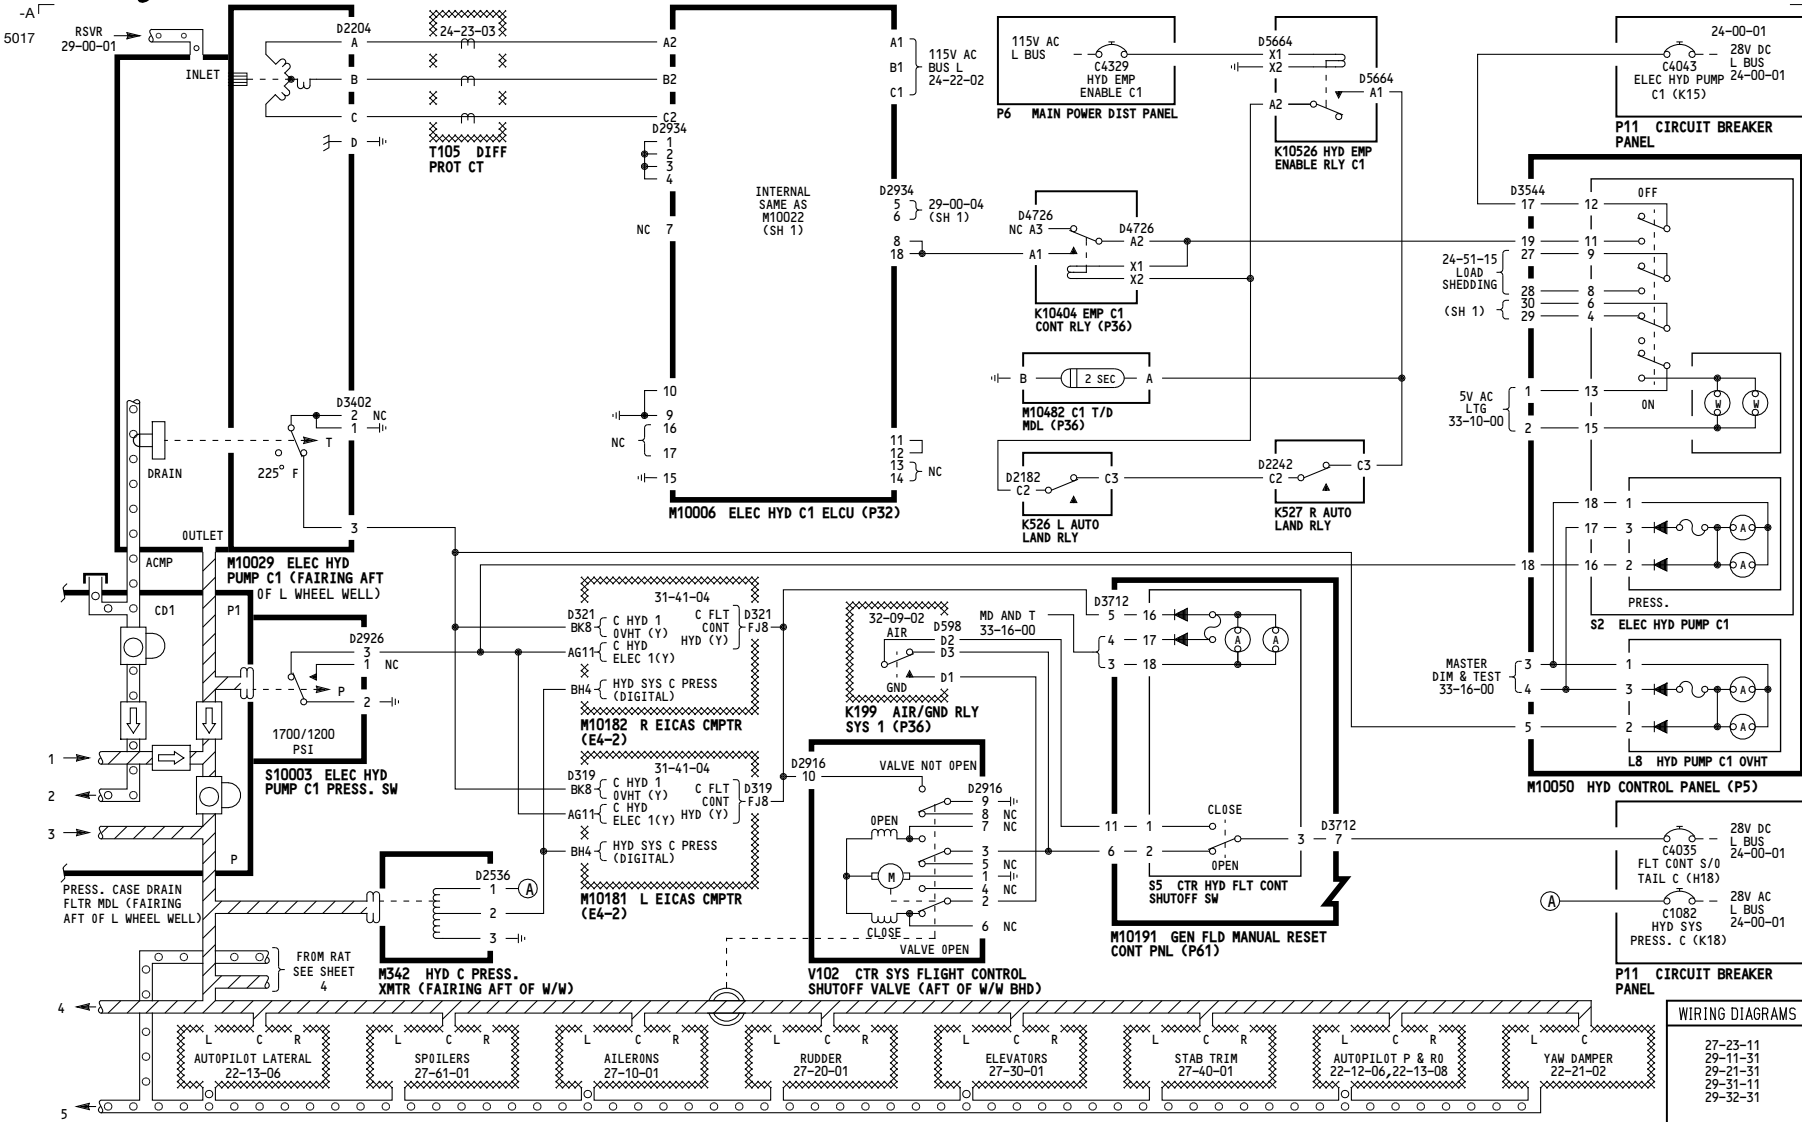 -A
5017
RSVR
29-00-01
INLET
D2204
A
B
C
D
24-23-03
T105 DIFF
PROT CT
A2
B2
C2
D2934
1
2
3
4
NC 7
10
9
16
NC
17
15
INTERNAL
SAME AS
M10022
(SH 1)
A1
B1
C1
115V AC
BUS L
24-22-02
D2934
5
6
29-00-04
(SH 1)
8
18
11
12
13
14
NC
M10006 ELEC HYD C1 ELCU (P32)
115V AC
L BUS
C4329
HYD EMP
ENABLE C1
P6 MAIN POWER DIST PANEL
D5664
X1
X2
A2
D5664
A1
K10526 HYD EMP
ENABLE RLY C1
24-00-01
28V DC
L BUS
24-00-01
C4043
ELEC HYD PUMP
C1 (K15)
P11 CIRCUIT BREAKER
PANEL
D4726
NC A3
A1
D4726
A2
X1
X2
K10404 EMP C1
CONT RLY (P36)
B
2 SEC
A
M10482 C1 T/D
MDL (P36)
D2182
C2
C3
K526 L AUTO
LAND RLY
D2242
C2
C3
K527 R AUTO
LAND RLY
D3544
17 12
OFF
19 11
27 9
24-51-15
LOAD
SHEDDING
28 8
30 6
(SH 1)
29 4
1 13
5V AC
LTG
33-10-00
2 15
ON
W W
18 1
17 3
A
18 16 2
A
PRESS.
S2 ELEC HYD PUMP C1
MASTER
DIM & TEST
33-16-00
3 1
4 3
A
5 2
A
L8 HYD PUMP C1 OVHT
M10050 HYD CONTROL PANEL (P5)
D3402
2 NC
1
T
225° F
DRAIN
3
OUTLET
ACMP
M10029 ELEC HYD
PUMP C1 (FAIRING AFT
OF L WHEEL WELL)
CD1
P1
D2926
3
1 NC
P
2
1700/1200
PSI
S10003 ELEC HYD
PUMP C1 PRESS. SW
1
2
3
P
PRESS. CASE DRAIN
FLTR MDL (FAIRING
AFT OF L WHEEL WELL)
31-41-04
D321
BK8
C HYD 1
OVHT (Y)
AG11
C HYD
ELEC 1(Y)
C FLT
CONT
HYD (Y)
D321
FJ8
BH4
HYD SYS C PRESS
(DIGITAL)
M10182 R EICAS CMPTR
(E4-2)
31-41-04
D319
BK8
C HYD 1
OVHT (Y)
AG11
C HYD
ELEC 1(Y)
C FLT
CONT
HYD (Y)
D319
FJ8
BH4
HYD SYS C PRESS
(DIGITAL)
M10181 L EICAS CMPTR
(E4-2)
D2536
1
A
2
3
M342 HYD C PRESS.
XMTR (FAIRING AFT OF W/W)
32-09-02
AIR
D598
D2
D3
D1
GND
K199 AIR/GND RLY
SYS 1 (P36)
MD AND T
33-16-00
D3712
5 16
4 17
3 18
A A
CLOSE
11 1
6 2
OPEN
3
D3712
7
S5 CTR HYD FLT CONT
SHUTOFF SW
M10191 GEN FLD MANUAL RESET
CONT PNL (P61)
D2916
10
VALVE NOT OPEN
D2916
9
8 NC
7 NC
OPEN
3
5 NC
M
1
4 NC
2
CLOSE
6 NC
VALVE OPEN
V102 CTR SYS FLIGHT CONTROL
SHUTOFF VALVE (AFT OF W/W BHD)
28V DC
L BUS
24-00-01
C4035
FLT CONT S/O
TAIL C (H18)
A
28V AC
L BUS
24-00-01
C1082
HYD SYS
PRESS. C (K18)
P11 CIRCUIT BREAKER
PANEL
FROM RAT
SEE SHEET
4
4
L C R
AUTOPILOT LATERAL
22-13-06
L C R
SPOILERS
27-61-01
L C R
AILERONS
27-10-01
L C R
RUDDER
27-20-01
L C R
ELEVATORS
27-30-01
L C R
STAB TRIM
27-40-01
L C R
AUTOPILOT P & RO
22-12-06,22-13-08
L C
YAW DAMPER
22-21-02
5
WIRING DIAGRAMS
27-23-11
29-11-31
29-21-31
29-31-11
29-32-31